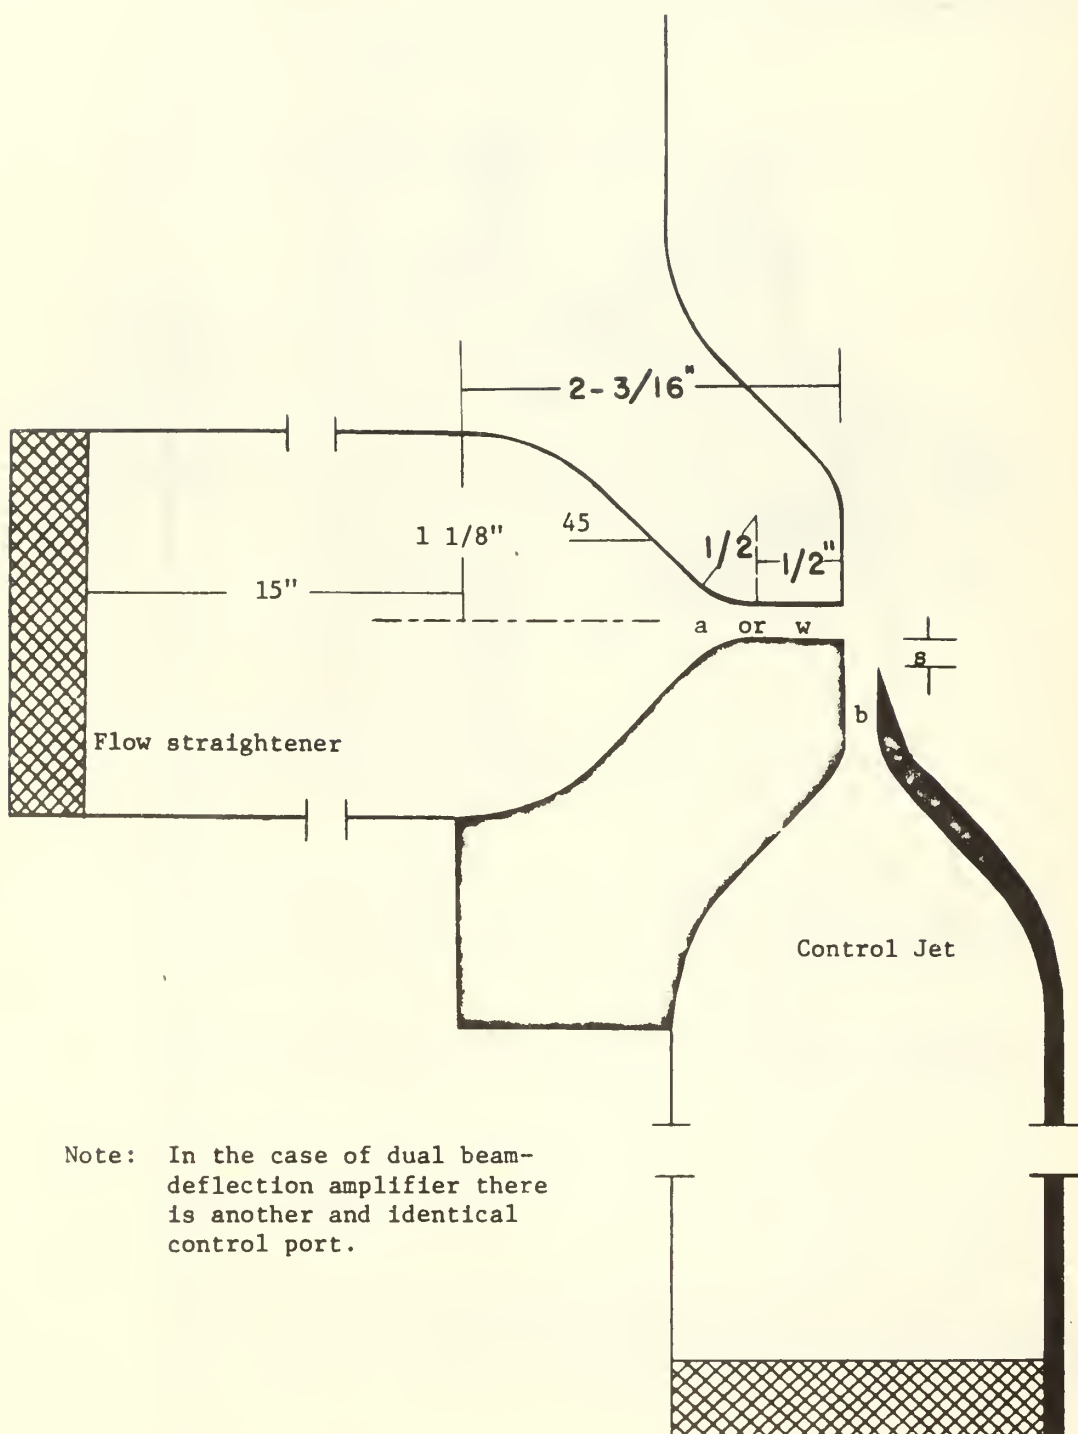 2-3/16"
1 1/8"
45
1/2
1/2"
15"
a or w
s
b
Flow straightener
Control Jet
Note: In the case of dual beam-
deflection amplifier there
is another and identical
control port.